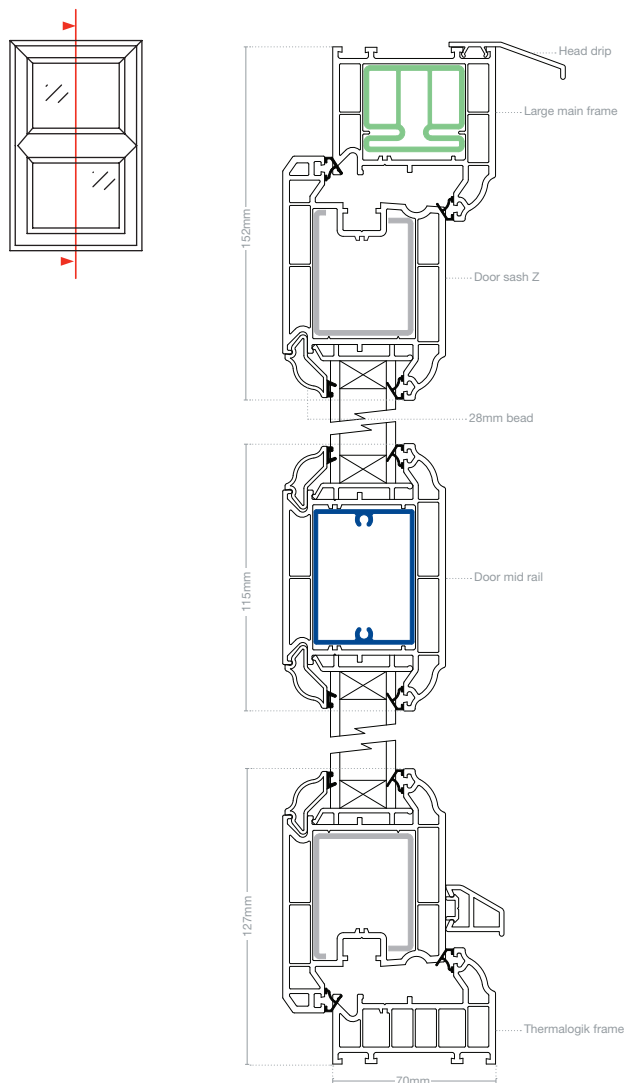 Head drip
Large main frame
152mm
Door sash Z
28mm bead
115mm
Door mid rail
127mm
Thermalogik frame
70mm